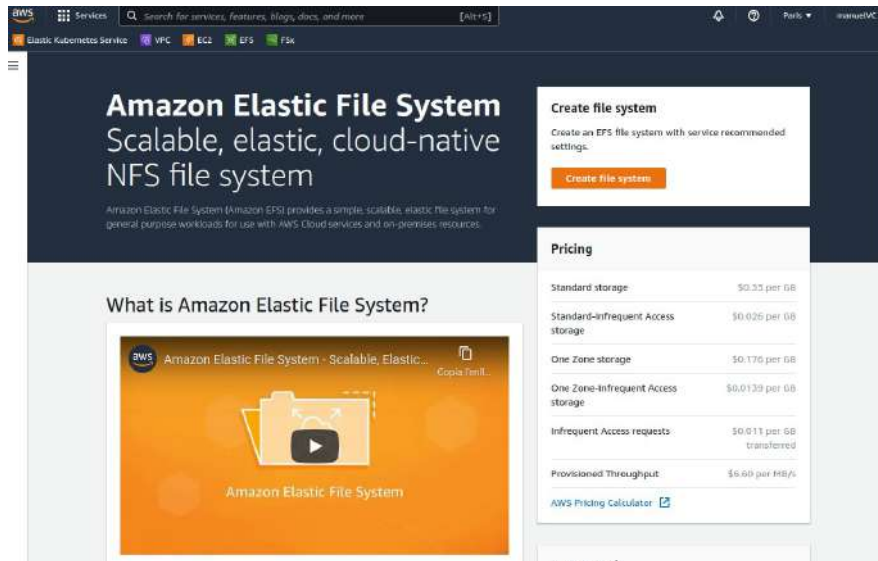 aws
Services
Search for services, features, blogs, docs, and more
[Alt+S]
Paris
manuelVC
Elastic Kubernetes Service
VPC
EC2
EFS
FSx
Amazon Elastic File System
Scalable, elastic, cloud-native
NFS file system
Amazon Elastic File System (Amazon EFS) provides a simple, scalable, elastic file system for
general purpose workloads for use with AWS Cloud services and on-premises resources.
Create file system
Create an EFS file system with service recommended
settings.
Create file system
Pricing
Standard storage
$0.33 per GB
Standard-Infrequent Access
storage
$0.026 per GB
One Zone storage
$0.176 per GB
One Zone-Infrequent Access
storage
$0.0139 per GB
Infrequent Access requests
$0.011 per GB
transferred
Provisioned Throughput
$6.60 per MB/s
AWS Pricing Calculator
What is Amazon Elastic File System?
aws
Amazon Elastic File System - Scalable, Elastic...
Copia l'enll...
Amazon Elastic File System